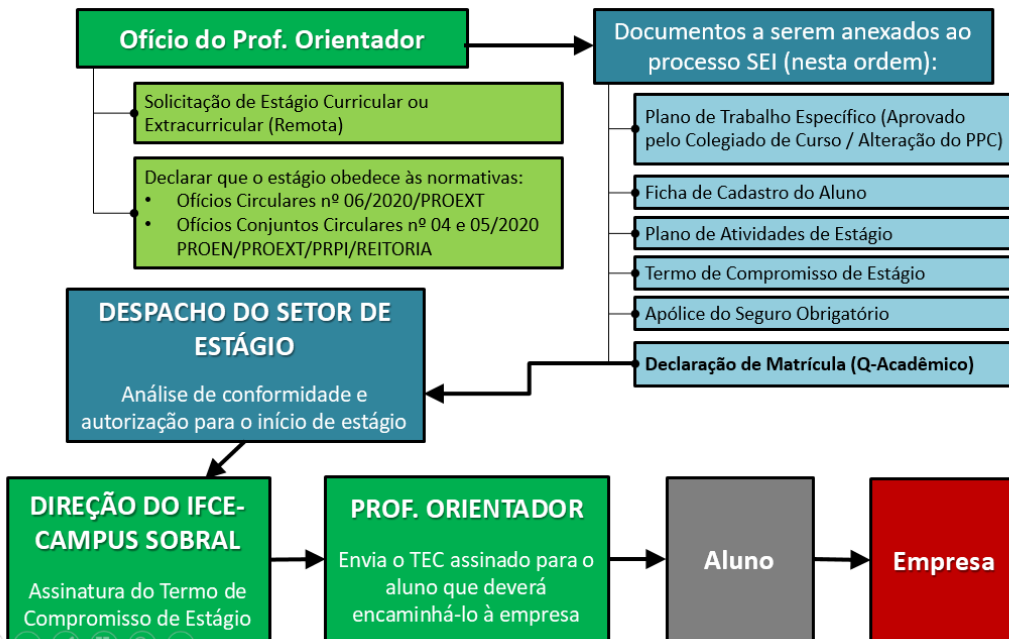 Ofício do Prof. Orientador
Solicitação de Estágio Curricular ou
Extracurricular (Remota)
Declarar que o estágio obedece às normativas:
• Ofícios Circulares nº 06/2020/PROEXT
• Ofícios Conjuntos Circulares nº 04 e 05/2020
PROEN/PROEXT/PRPI/REITORIA
Documentos a serem anexados ao
processo SEI (nesta ordem):
Plano de Trabalho Específico (Aprovado
pelo Colegiado de Curso / Alteração do PPC)
Ficha de Cadastro do Aluno
Plano de Atividades de Estágio
Termo de Compromisso de Estágio
Apólice do Seguro Obrigatório
Declaração de Matrícula (Q-Acadêmico)
DESPACHO DO SETOR DE
ESTÁGIO
Análise de conformidade e
autorização para o início de estágio
DIREÇÃO DO IFCE-
CAMPUS SOBRAL
Assinatura do Termo de
Compromisso de Estágio
PROF. ORIENTADOR
Envia o TEC assinado para o
aluno que deverá
encaminhá-lo à empresa
Aluno
Empresa